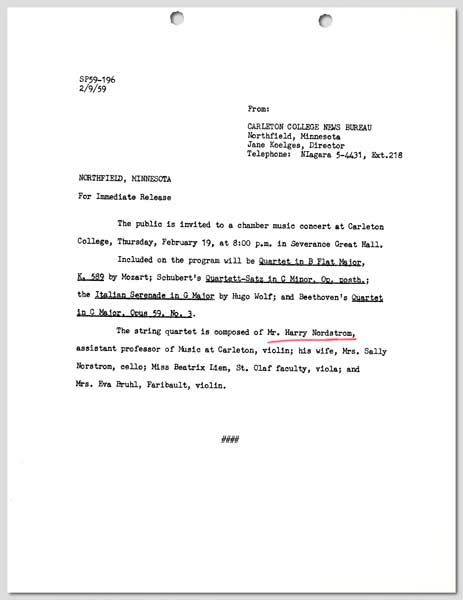 SP59-196
2/9/59
From:
CARLETON COLLEGE NEWS BUREAU
Northfield, Minnesota
Jane Koelges, Director
Telephone: NIagara 5-4431, Ext.218
NORTHFIELD, MINNESOTA
For Immediate Release
The public is invited to a chamber music concert at Carleton
College, Thursday, February 19, at 8:00 p.m. in Severance Great Hall.
Included on the program will be Quartet in B Flat Major,
K. 589 by Mozart; Schubert's Quartett-Satz in C Minor, Op. posth.;
the Italian Serenade in G Major by Hugo Wolf; and Beethoven's Quartet
in C Major, Opus 59, No. 3.
The string quartet is composed of Mr. Harry Nordstrom,
assistant professor of Music at Carleton, violin; his wife, Mrs. Sally
Norstrom, cello; Miss Beatrix Lien, St. Olaf faculty, viola; and
Mrs. Eva Bruhl, Faribault, violin.
####